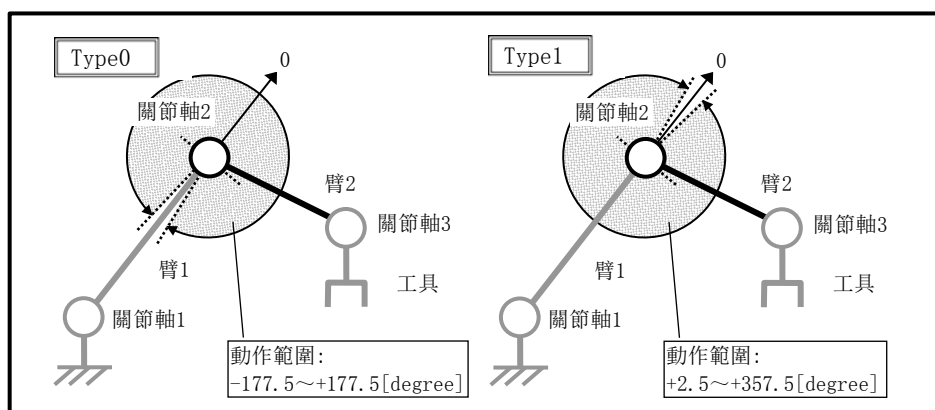 Type0
0
關節軸2
臂2
關節軸3
臂1
工具
關節軸1
動作範圍:
-177.5～+177.5[degree]
Type1
0
關節軸2
臂2
關節軸3
臂1
工具
關節軸1
動作範圍:
+2.5～+357.5[degree]